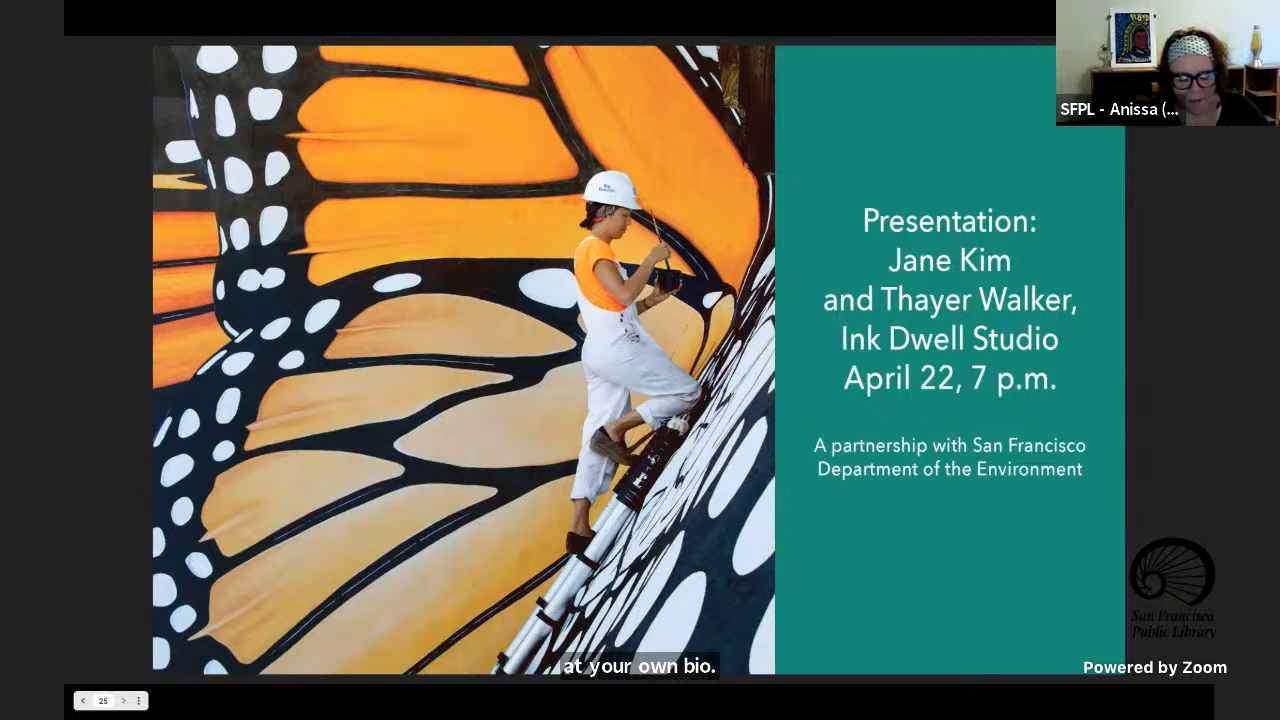 SFPL - Anissa (...
Presentation:
Jane Kim
and Thayer Walker,
Ink Dwell Studio
April 22, 7 p.m.
A partnership with San Francisco
Department of the Environment
San Francisco
Public Library
at your own bio.
Powered by Zoom
25